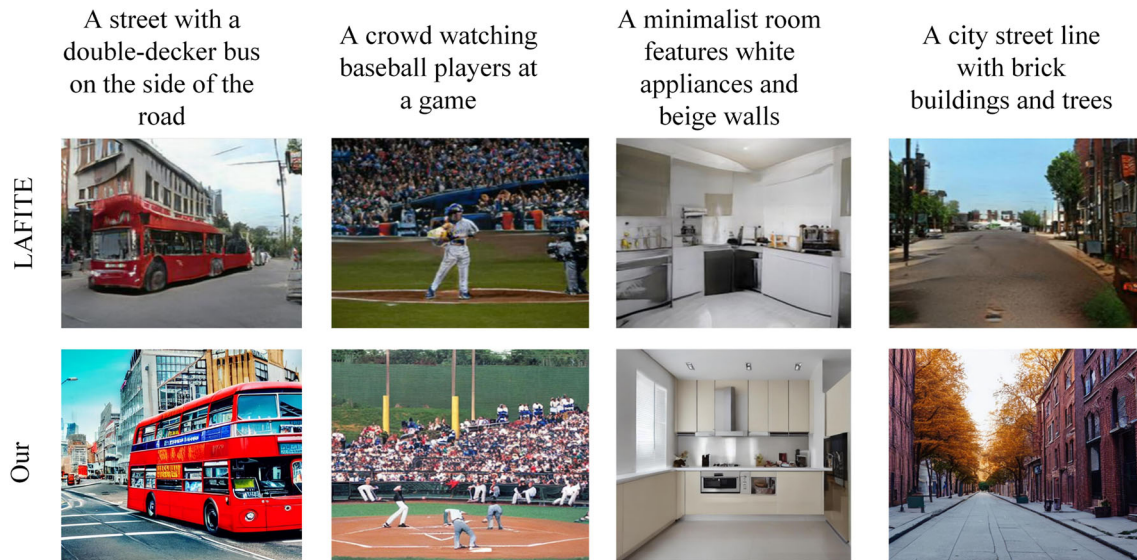 A street with a
double-decker bus
on the side of the
road
A crowd watching
baseball players at
a game
A minimalist room
features white
appliances and
beige walls
A city street line
with brick
buildings and trees
LAFITE
Our